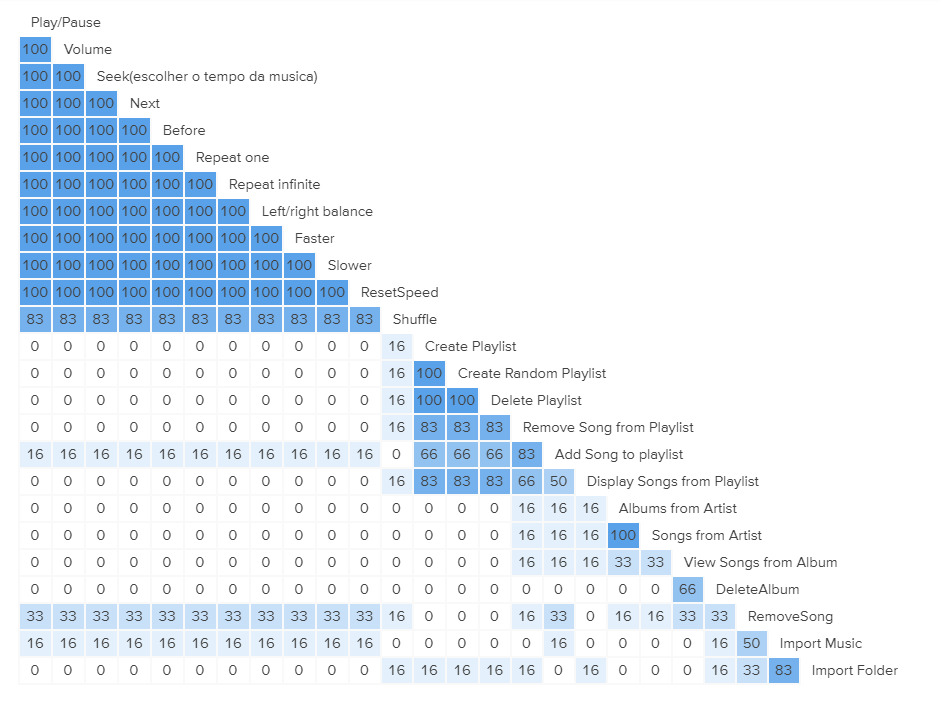 Play/Pause
100 Volume
100 100 Seek(escolher o tempo da musica)
100 100 100 Next
100 100 100 100 Before
100 100 100 100 100 Repeat one
100 100 100 100 100 100 Repeat infinite
100 100 100 100 100 100 100 Left/right balance
100 100 100 100 100 100 100 100 Faster
100 100 100 100 100 100 100 100 100 Slower
100 100 100 100 100 100 100 100 100 100 ResetSpeed
83 83 83 83 83 83 83 83 83 83 83 Shuffle
0 0 0 0 0 0 0 0 0 0 0 16 Create Playlist
0 0 0 0 0 0 0 0 0 0 0 16 100 Create Random Playlist
0 0 0 0 0 0 0 0 0 0 0 16 100 100 Delete Playlist
0 0 0 0 0 0 0 0 0 0 0 16 83 83 83 Remove Song from Playlist
16 16 16 16 16 16 16 16 16 16 16 0 66 66 66 83 Add Song to playlist
0 0 0 0 0 0 0 0 0 0 0 16 83 83 83 66 50 Display Songs from Playlist
0 0 0 0 0 0 0 0 0 0 0 0 0 0 0 16 16 16 Albums from Artist
0 0 0 0 0 0 0 0 0 0 0 0 0 0 0 16 16 16 100 Songs from Artist
0 0 0 0 0 0 0 0 0 0 0 0 0 0 0 16 16 16 33 33 View Songs from Album
0 0 0 0 0 0 0 0 0 0 0 0 0 0 0 0 0 0 0 0 66 DeleteAlbum
33 33 33 33 33 33 33 33 33 33 33 16 0 0 0 16 33 0 16 16 33 33 RemoveSong
16 16 16 16 16 16 16 16 16 16 16 0 0 0 0 0 16 0 0 0 0 16 50 Import Music
0 0 0 0 0 0 0 0 0 0 0 16 16 16 16 16 0 16 0 0 0 16 33 83 Import Folder